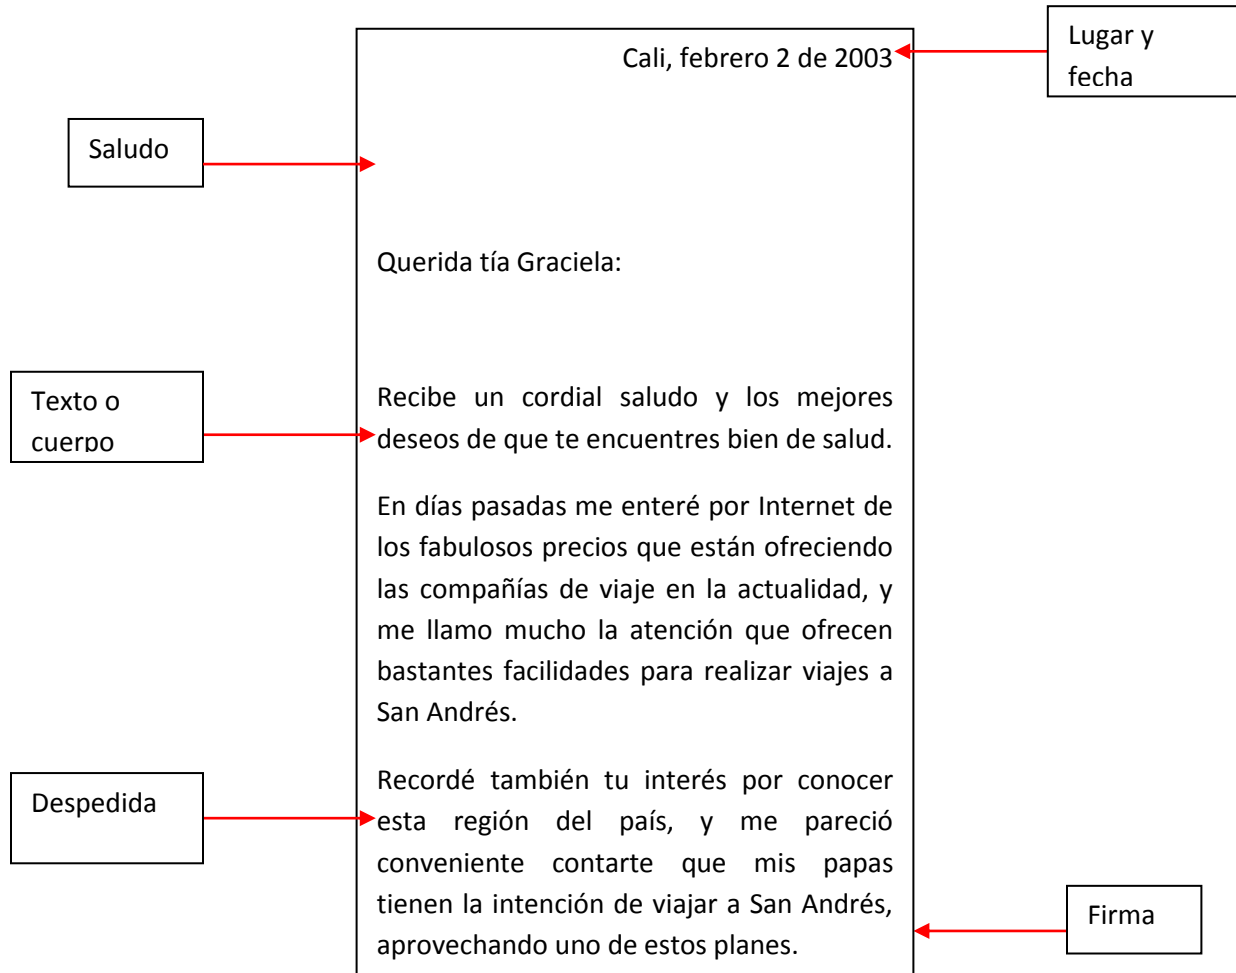 Lugar y
fecha
Cali, febrero 2 de 2003
Saludo
Querida tía Graciela:
Texto o
cuerpo
Recibe un cordial saludo y los mejores
deseos de que te encuentres bien de salud.
En días pasadas me enteré por Internet de
los fabulosos precios que están ofreciendo
las compañías de viaje en la actualidad, y
me llamo mucho la atención que ofrecen
bastantes facilidades para realizar viajes a
San Andrés.
Despedida
Recordé también tu interés por conocer
esta región del país, y me pareció
conveniente contarte que mis papas
tienen la intención de viajar a San Andrés,
aprovechando uno de estos planes.
Firma